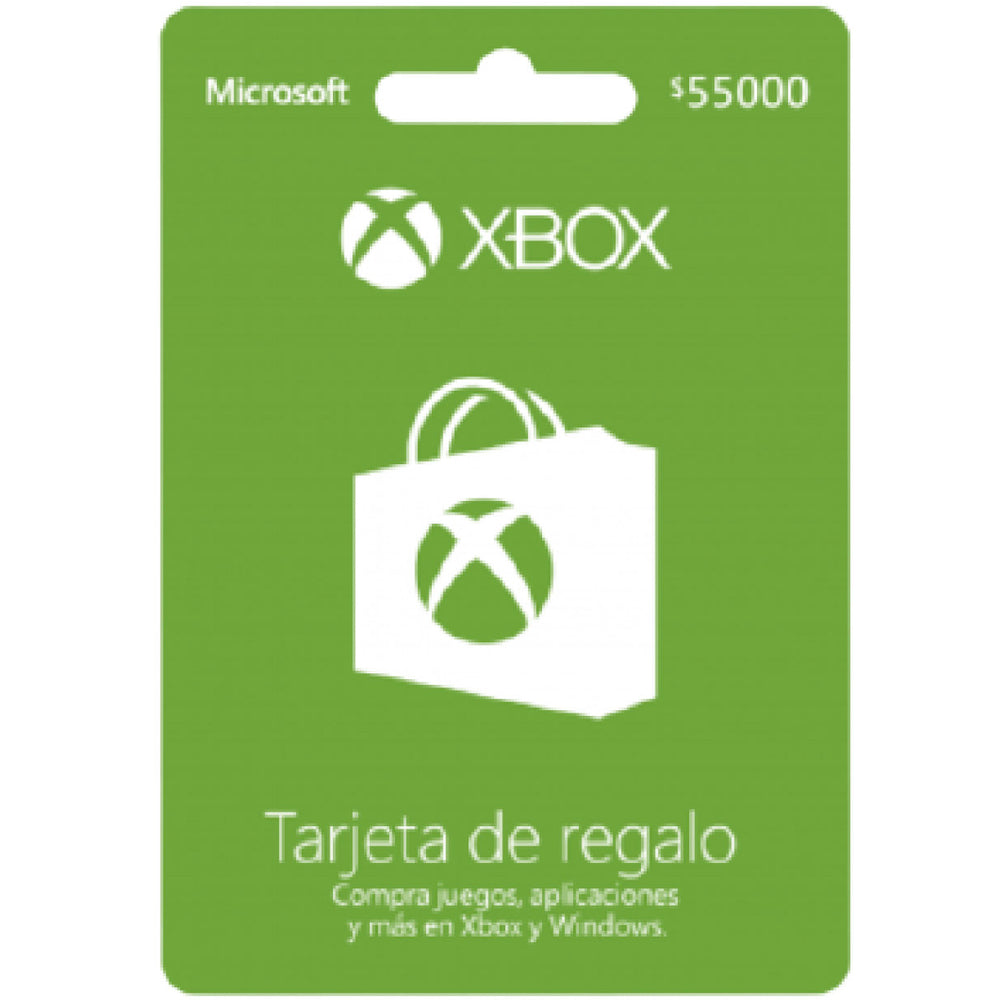 Microsoft $55000
XBOX
Tarjeta de regalo
Compra juegos, aplicaciones
y más en Xbox y Windows.